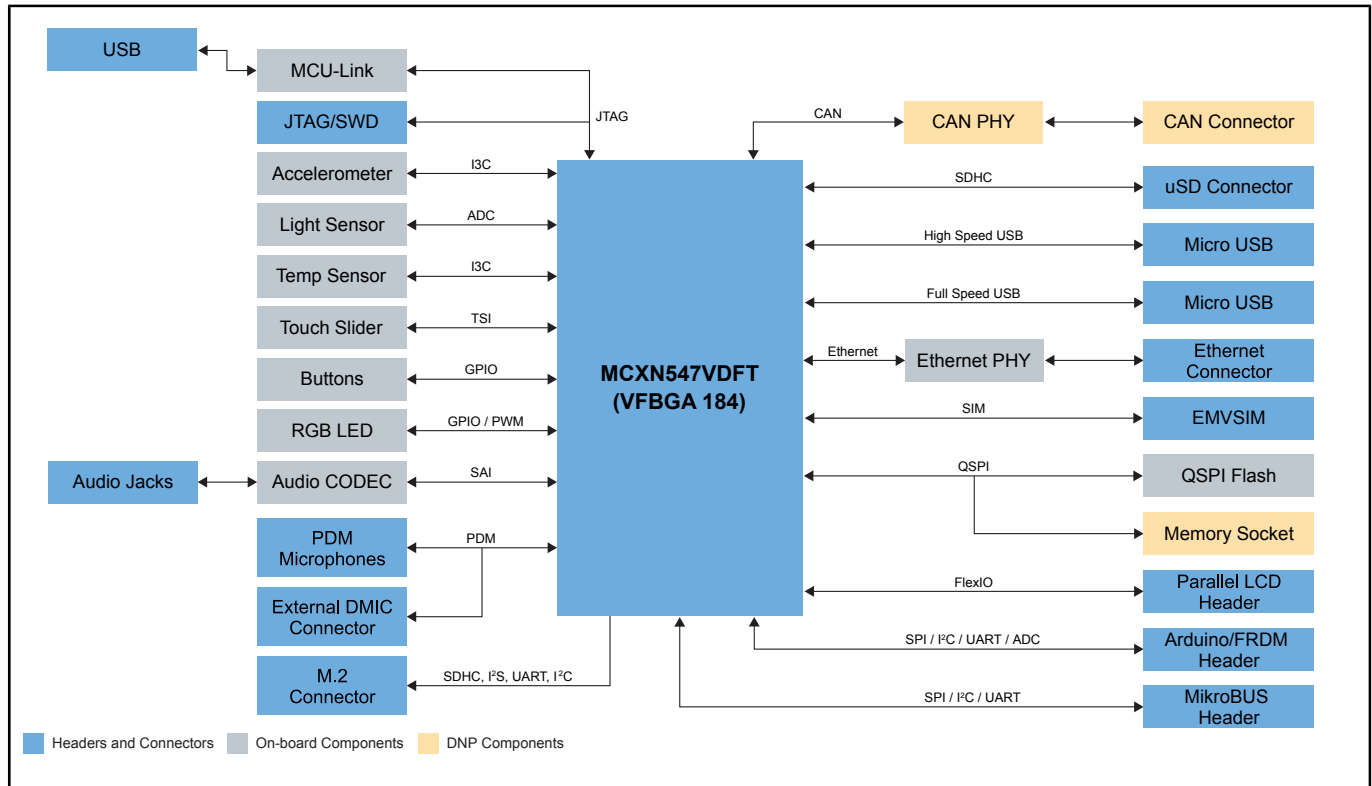 USB
MCU-Link
JTAG/SWD
JTAG
Accelerometer
I3C
Light Sensor
ADC
Temp Sensor
I3C
Touch Slider
TSI
Buttons
GPIO
RGB LED
GPIO / PWM
Audio Jacks
Audio CODEC
SAI
PDM
Microphones
PDM
External DMIC
Connector
M.2
Connector
SDHC, I²S, UART, I²C
MCXN547VDFT
(VFBGA 184)
CAN
CAN PHY
CAN Connector
SDHC
uSD Connector
High Speed USB
Micro USB
Full Speed USB
Micro USB
Ethernet
Ethernet PHY
Ethernet
Connector
SIM
EMVSIM
QSPI
QSPI Flash
Memory Socket
FlexIO
Parallel LCD
Header
SPI / I²C / UART / ADC
Arduino/FRDM
Header
SPI / I²C / UART
MikroBUS
Header
Headers and Connectors
On-board Components
DNP Components